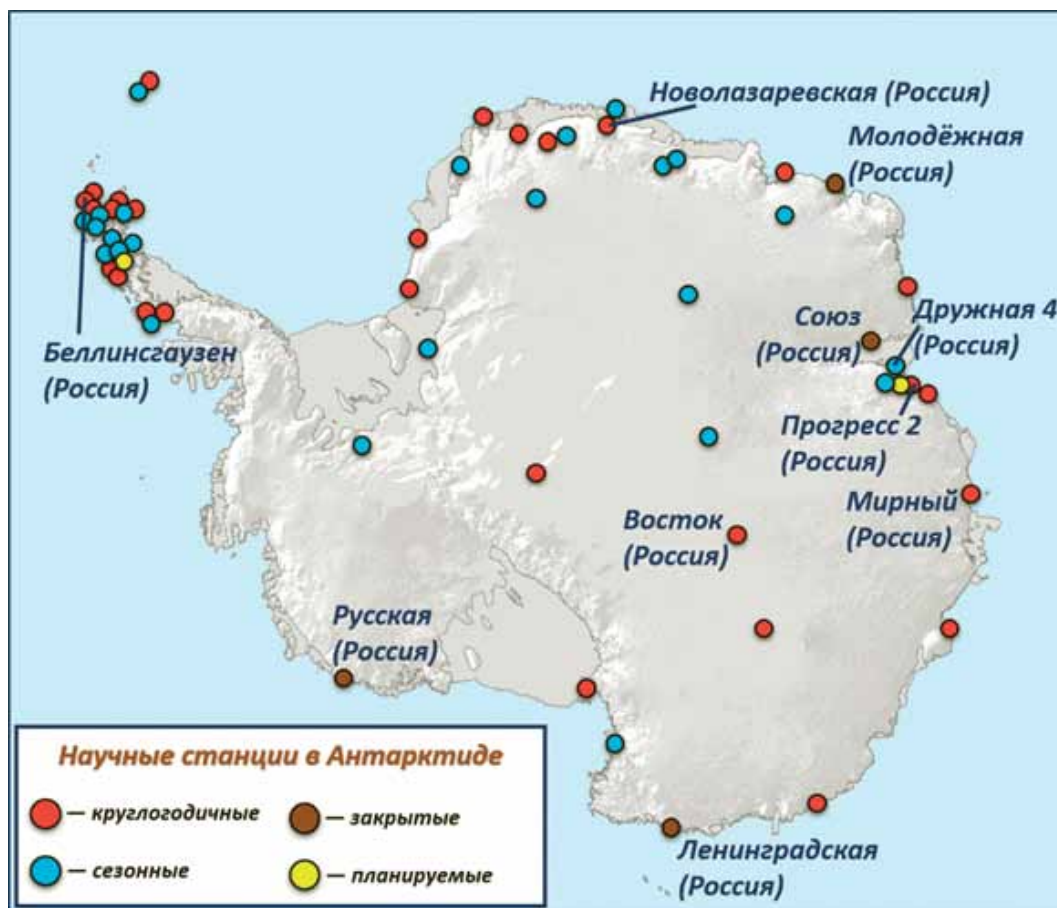 Новолазаревская (Россия)
Молодёжная
(Россия)
Беллинсгаузен
(Россия)
Союз
(Россия)
Дружная 4
(Россия)
Прогресс 2
(Россия)
Мирный
(Россия)
Восток
(Россия)
Русская
(Россия)
Ленинградская
(Россия)
Научные станции в Антарктиде
— круглогодичные
— закрытые
— сезонные
— планируемые